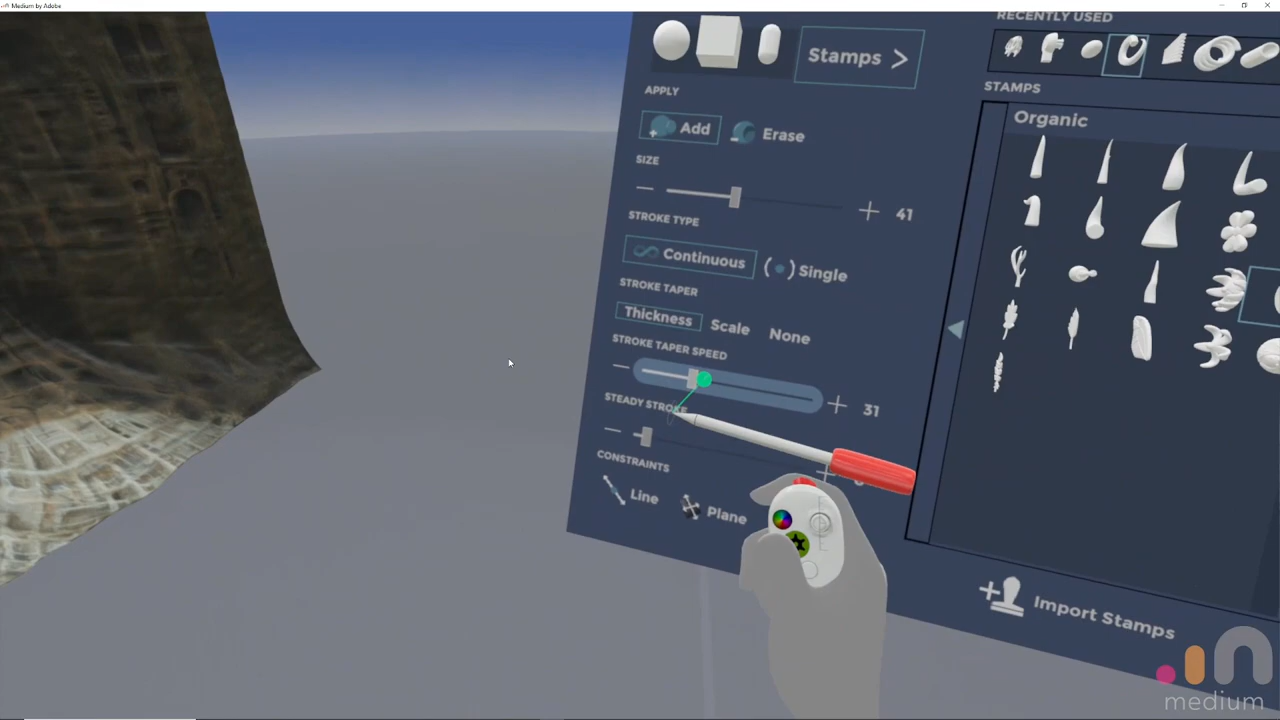 Medium by Adobe
RECENTLY USED
Stamps >
STAMPS
APPLY
Organic
Add
Erase
SIZE
41
STROKE TYPE
Continuous
Single
STROKE TAPER
Thickness
Scale
None
STROKE TAPER SPEED
31
STEADY STROKE
CONSTRAINTS
Line
Plane
Import Stamps
medium